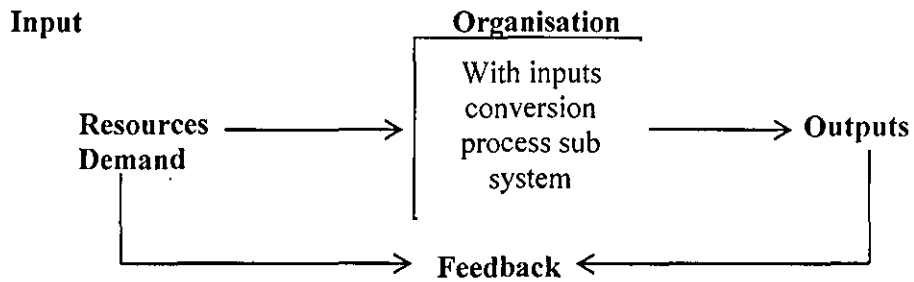 Input
Organisation
With inputs
conversion
process sub
system
Resources
Demand
Outputs
Feedback